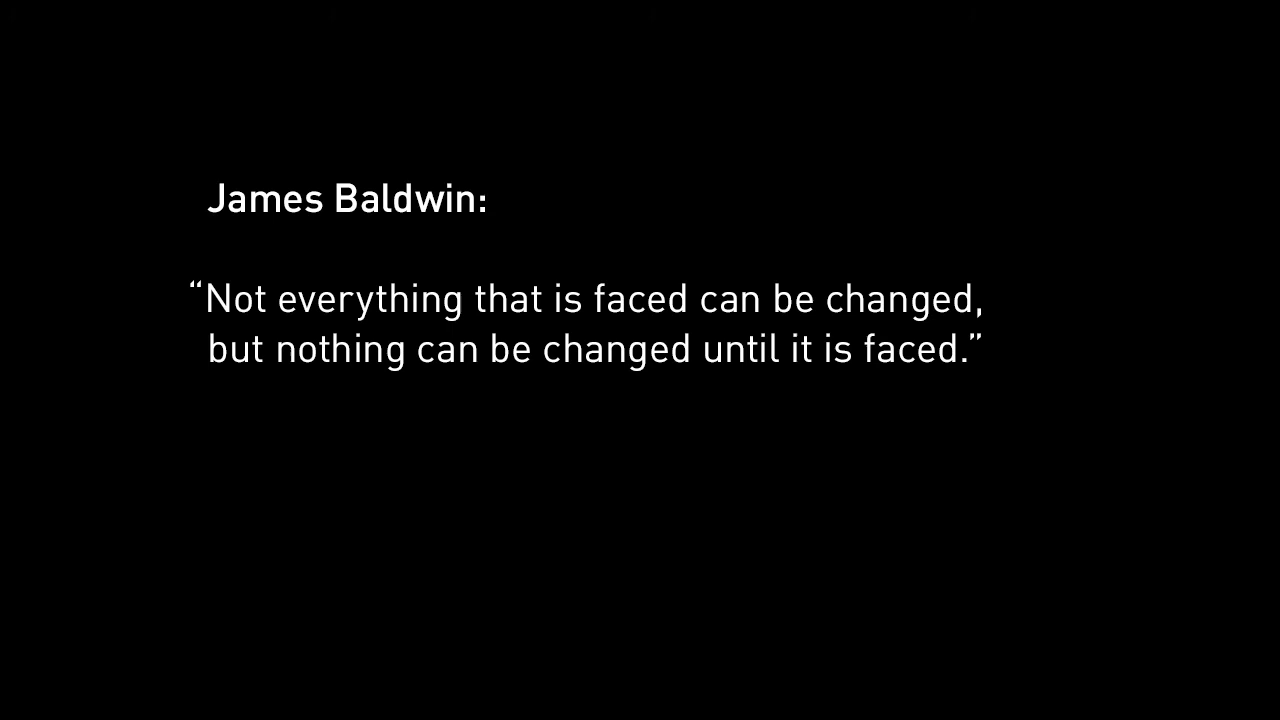 James Baldwin:
“Not everything that is faced can be changed,
but nothing can be changed until it is faced.”